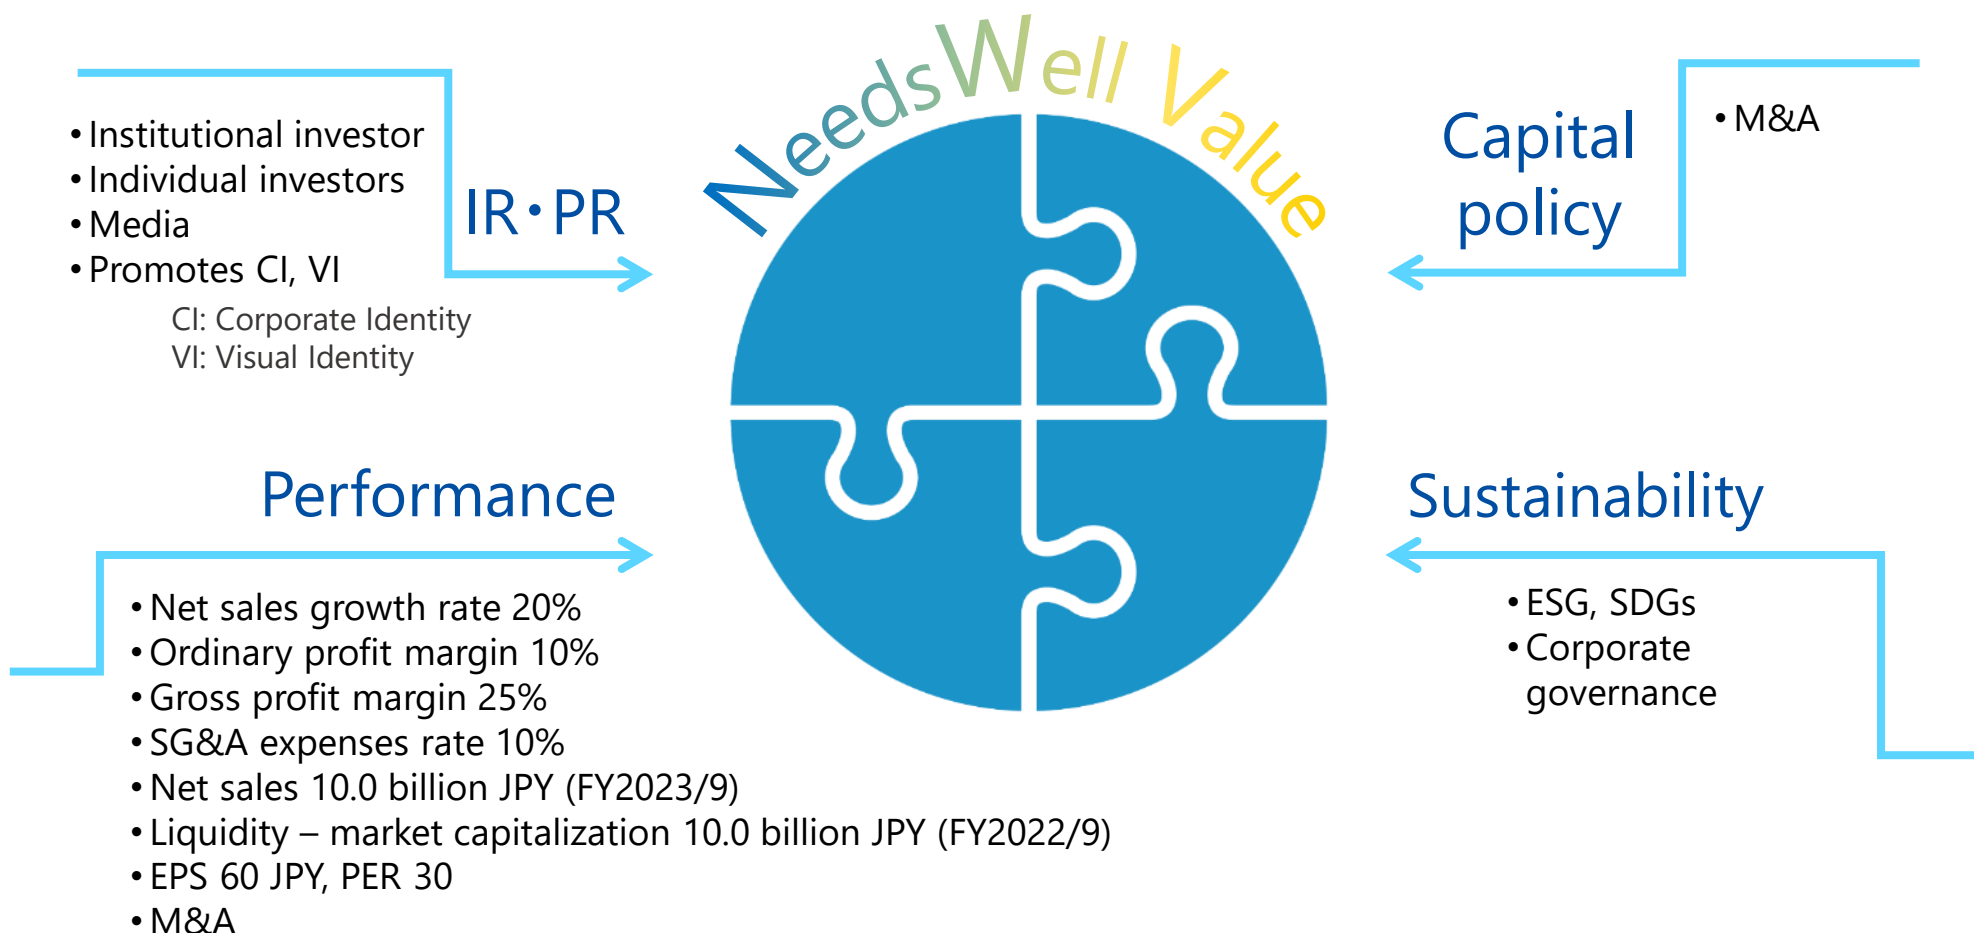 NeedsWell Value
• Institutional investor
• Individual investors
• Media
• Promotes CI, VI
CI: Corporate Identity
VI: Visual Identity
IR・PR
Capital
policy
• M&A
Performance
• Net sales growth rate 20%
• Ordinary profit margin 10%
• Gross profit margin 25%
• SG&A expenses rate 10%
• Net sales 10.0 billion JPY (FY2023/9)
• Liquidity – market capitalization 10.0 billion JPY (FY2022/9)
• EPS 60 JPY, PER 30
• M&A
Sustainability
• ESG, SDGs
• Corporate
governance